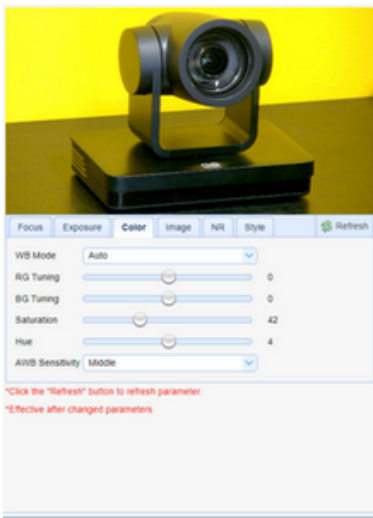 Focus Exposure Color Image NR Style Refresh
WB Mode Auto
RG Tuning 0
BG Tuning 0
Saturation 42
Hue 4
AWB Sensitivity Middle
*Click the "Refresh" button to refresh parameter.
*Effective after changed parameters